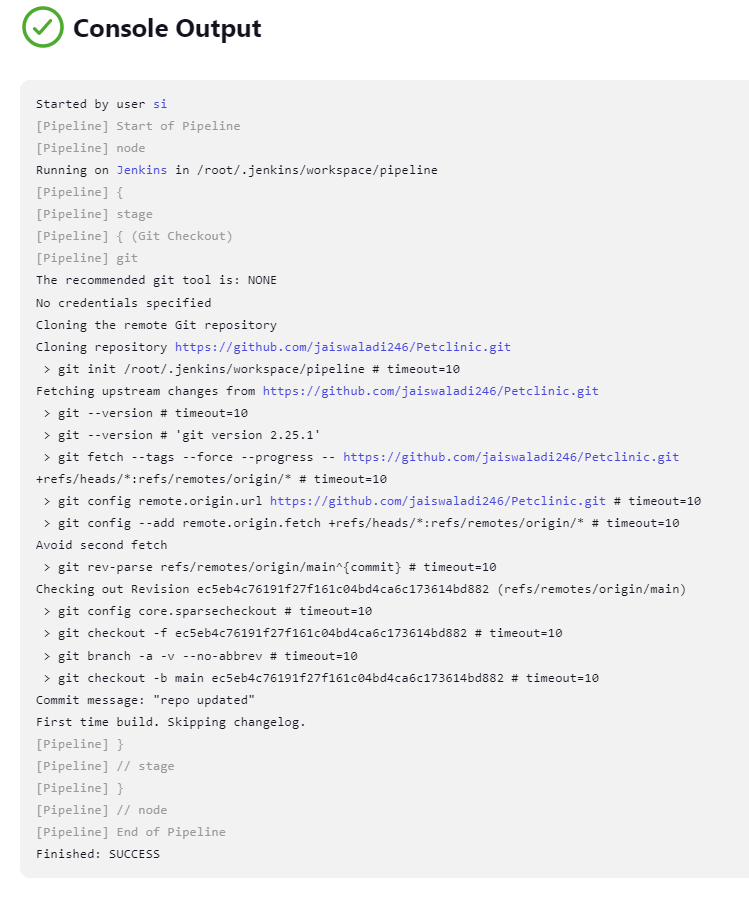 Console Output
Started by user si
[Pipeline] Start of Pipeline
[Pipeline] node
Running on Jenkins in /root/.jenkins/workspace/pipeline
[Pipeline] {
[Pipeline] stage
[Pipeline] { (Git Checkout)
[Pipeline] git
The recommended git tool is: NONE
No credentials specified
Cloning the remote Git repository
Cloning repository https://github.com/jaiswaladi246/Petclinic.git
 > git init /root/.jenkins/workspace/pipeline # timeout=10
Fetching upstream changes from https://github.com/jaiswaladi246/Petclinic.git
 > git --version # timeout=10
 > git --version # 'git version 2.25.1'
 > git fetch --tags --force --progress -- https://github.com/jaiswaladi246/Petclinic.git
+refs/heads/*:refs/remotes/origin/* # timeout=10
 > git config remote.origin.url https://github.com/jaiswaladi246/Petclinic.git # timeout=10
 > git config --add remote.origin.fetch +refs/heads/*:refs/remotes/origin/* # timeout=10
Avoid second fetch
 > git rev-parse refs/remotes/origin/main^{commit} # timeout=10
Checking out Revision ec5eb4c76191f27f161c04bd4ca6c173614bd882 (refs/remotes/origin/main)
 > git config core.sparsecheckout # timeout=10
 > git checkout -f ec5eb4c76191f27f161c04bd4ca6c173614bd882 # timeout=10
 > git branch -a -v --no-abbrev # timeout=10
 > git checkout -b main ec5eb4c76191f27f161c04bd4ca6c173614bd882 # timeout=10
Commit message: "repo updated"
First time build. Skipping changelog.
[Pipeline] }
[Pipeline] // stage
[Pipeline] }
[Pipeline] // node
[Pipeline] End of Pipeline
Finished: SUCCESS